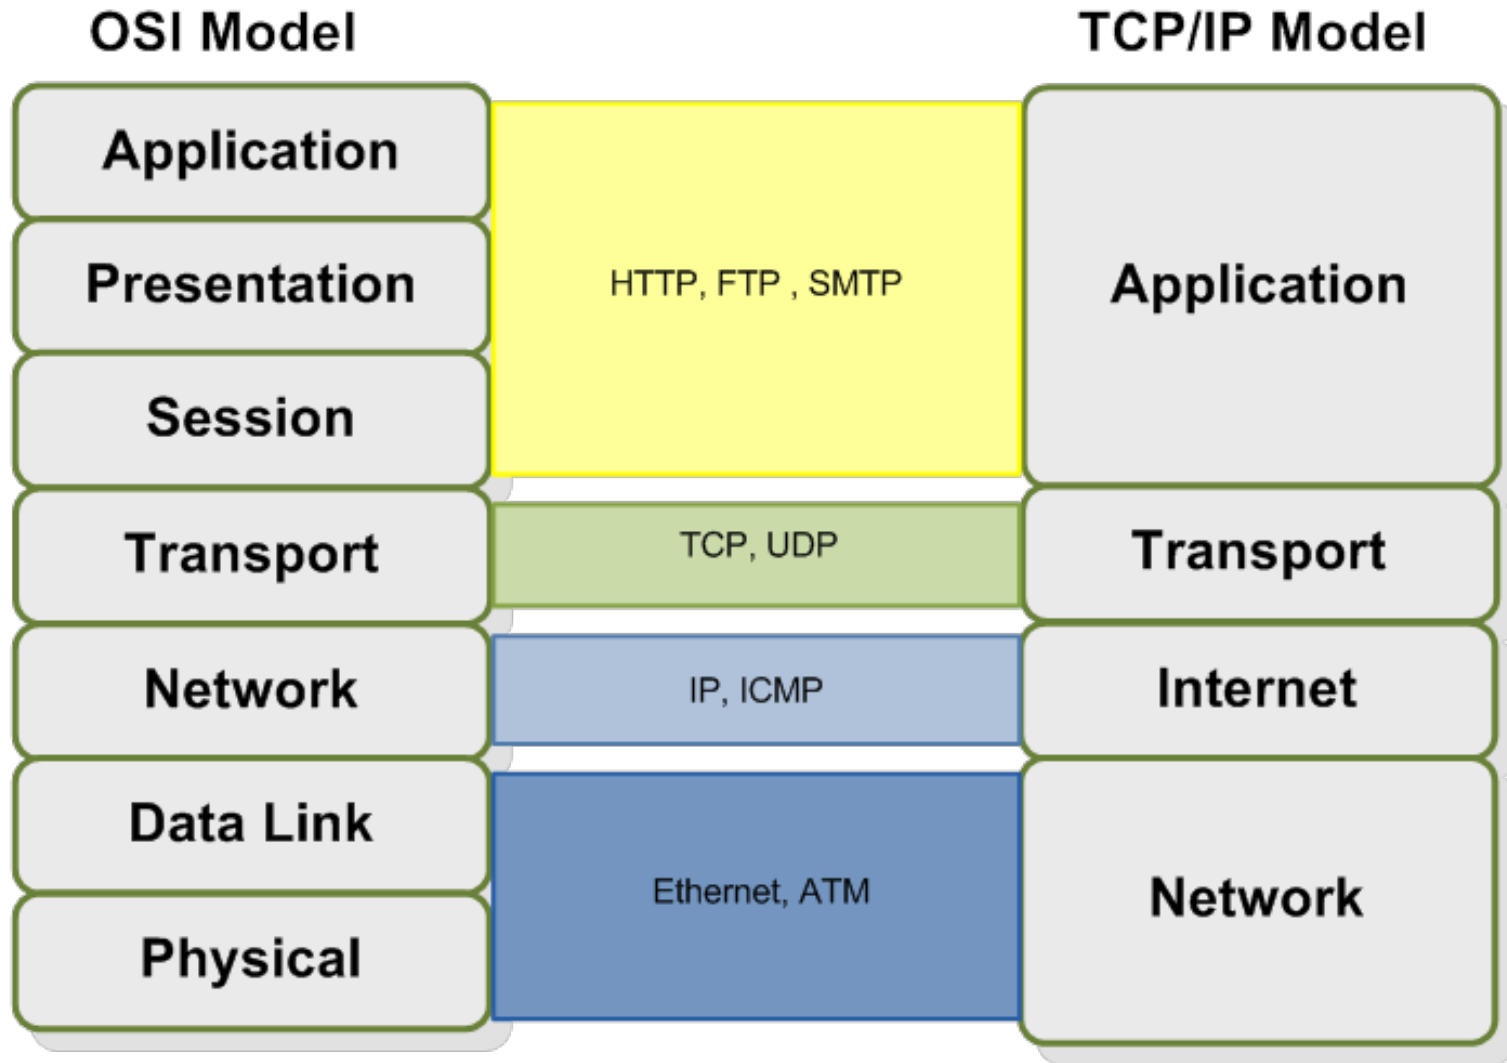 OSI Model
Application
Presentation
Session
Transport
Network
Data Link
Physical
HTTP, FTP , SMTP
TCP, UDP
IP, ICMP
Ethernet, ATM
TCP/IP Model
Application
Transport
Internet
Network